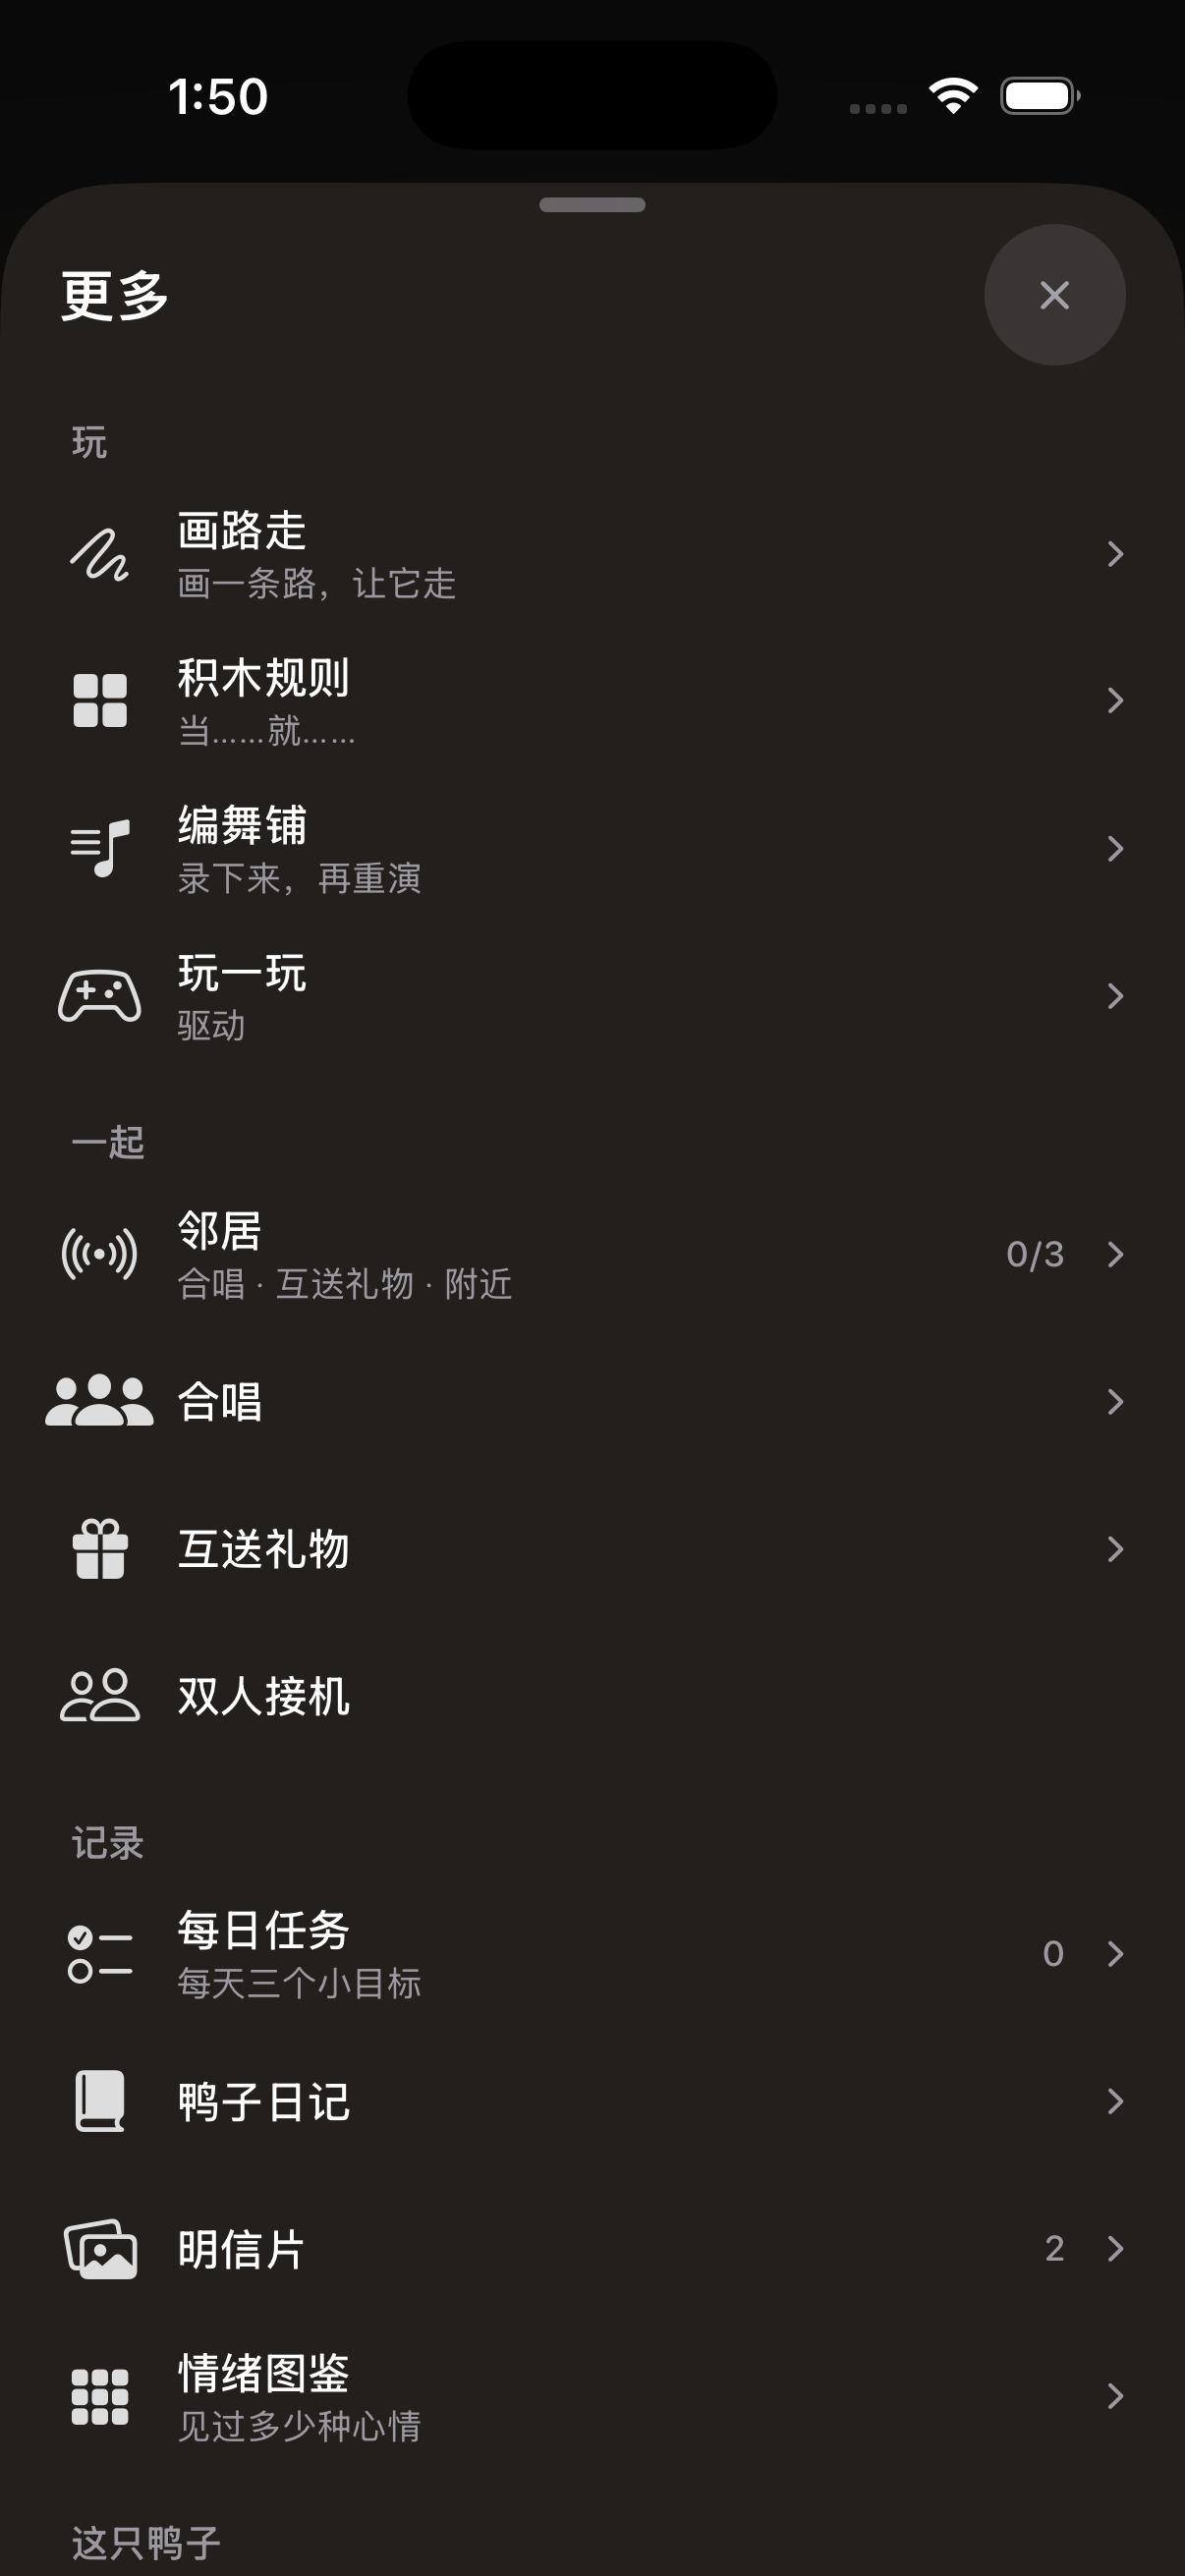 1:50
更多
玩
画路走
画一条路，让它走
积木规则
当……就……
编舞铺
录下来，再重演
玩一玩
驱动
一起
邻居
合唱 · 互送礼物 · 附近
0/3
合唱
互送礼物
双人接机
记录
每日任务
每天三个小目标
0
鸭子日记
明信片
2
情绪图鉴
见过多少种心情
这只鸭子